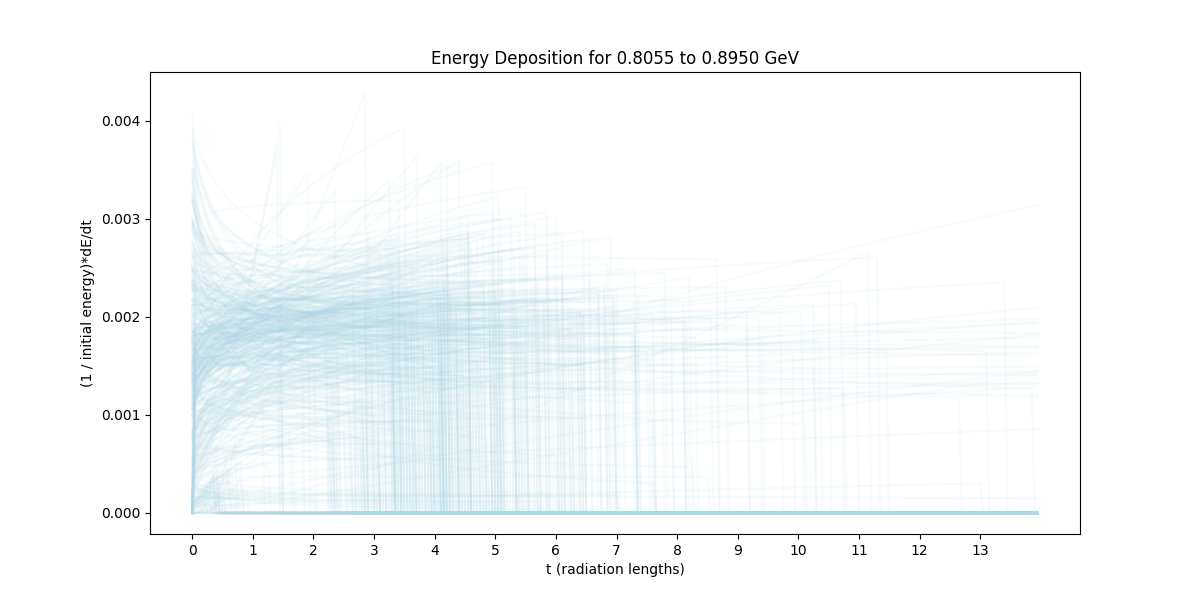 Energy Deposition for 0.8055 to 0.8950 GeV
(1 / initial energy)*dE/dt
0.004
0.003
0.002
0.001
0.000
0 1 2 3 4 5 6 7 8 9 10 11 12 13
t (radiation lengths)